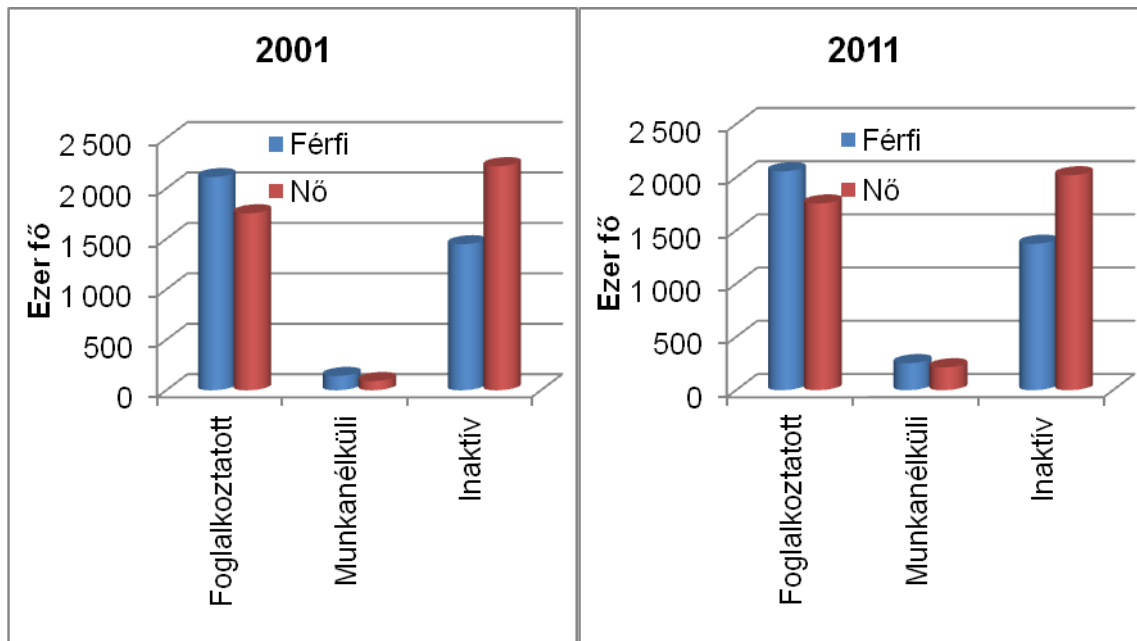 2001
Ezer fő
2 500
2 000
1 500
1 000
500
0
Férfi
Nő
Foglalkoztatott
Munkanélküli
Inaktív
2011
Ezer fő
2 500
2 000
1 500
1 000
500
0
Férfi
Nő
Foglalkoztatott
Munkanélküli
Inaktív